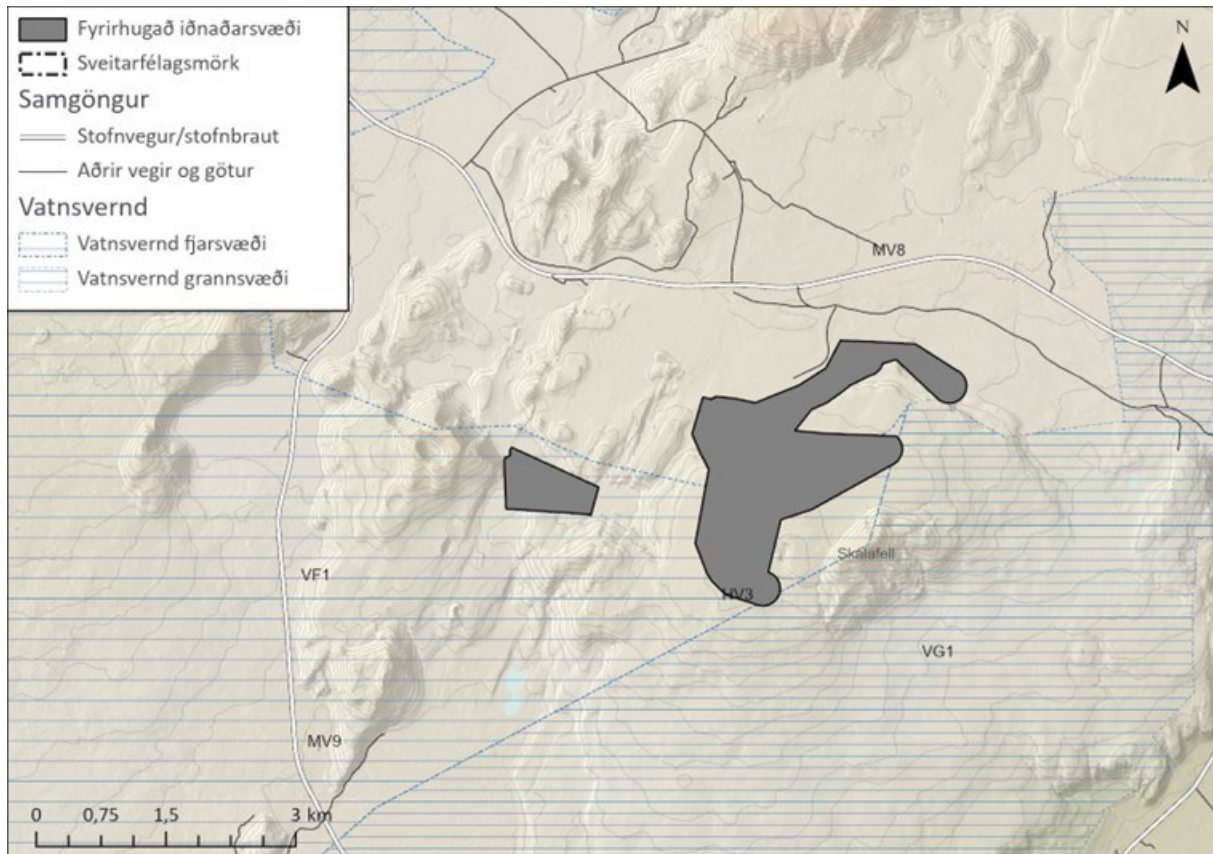 Fyrirhugað iðnaðarsvæði
Sveitarfélagsmörk
Samgöngur
Stofnvegur/stofnbraut
Aðrir vegir og götur
Vatnsvernd
Vatnsvernd fjarsvæði
Vatnsvernd grannsvæði
N
MV8
Skálafell
VF1
HV3
VG1
MV9
0 0,75 1,5 3 km